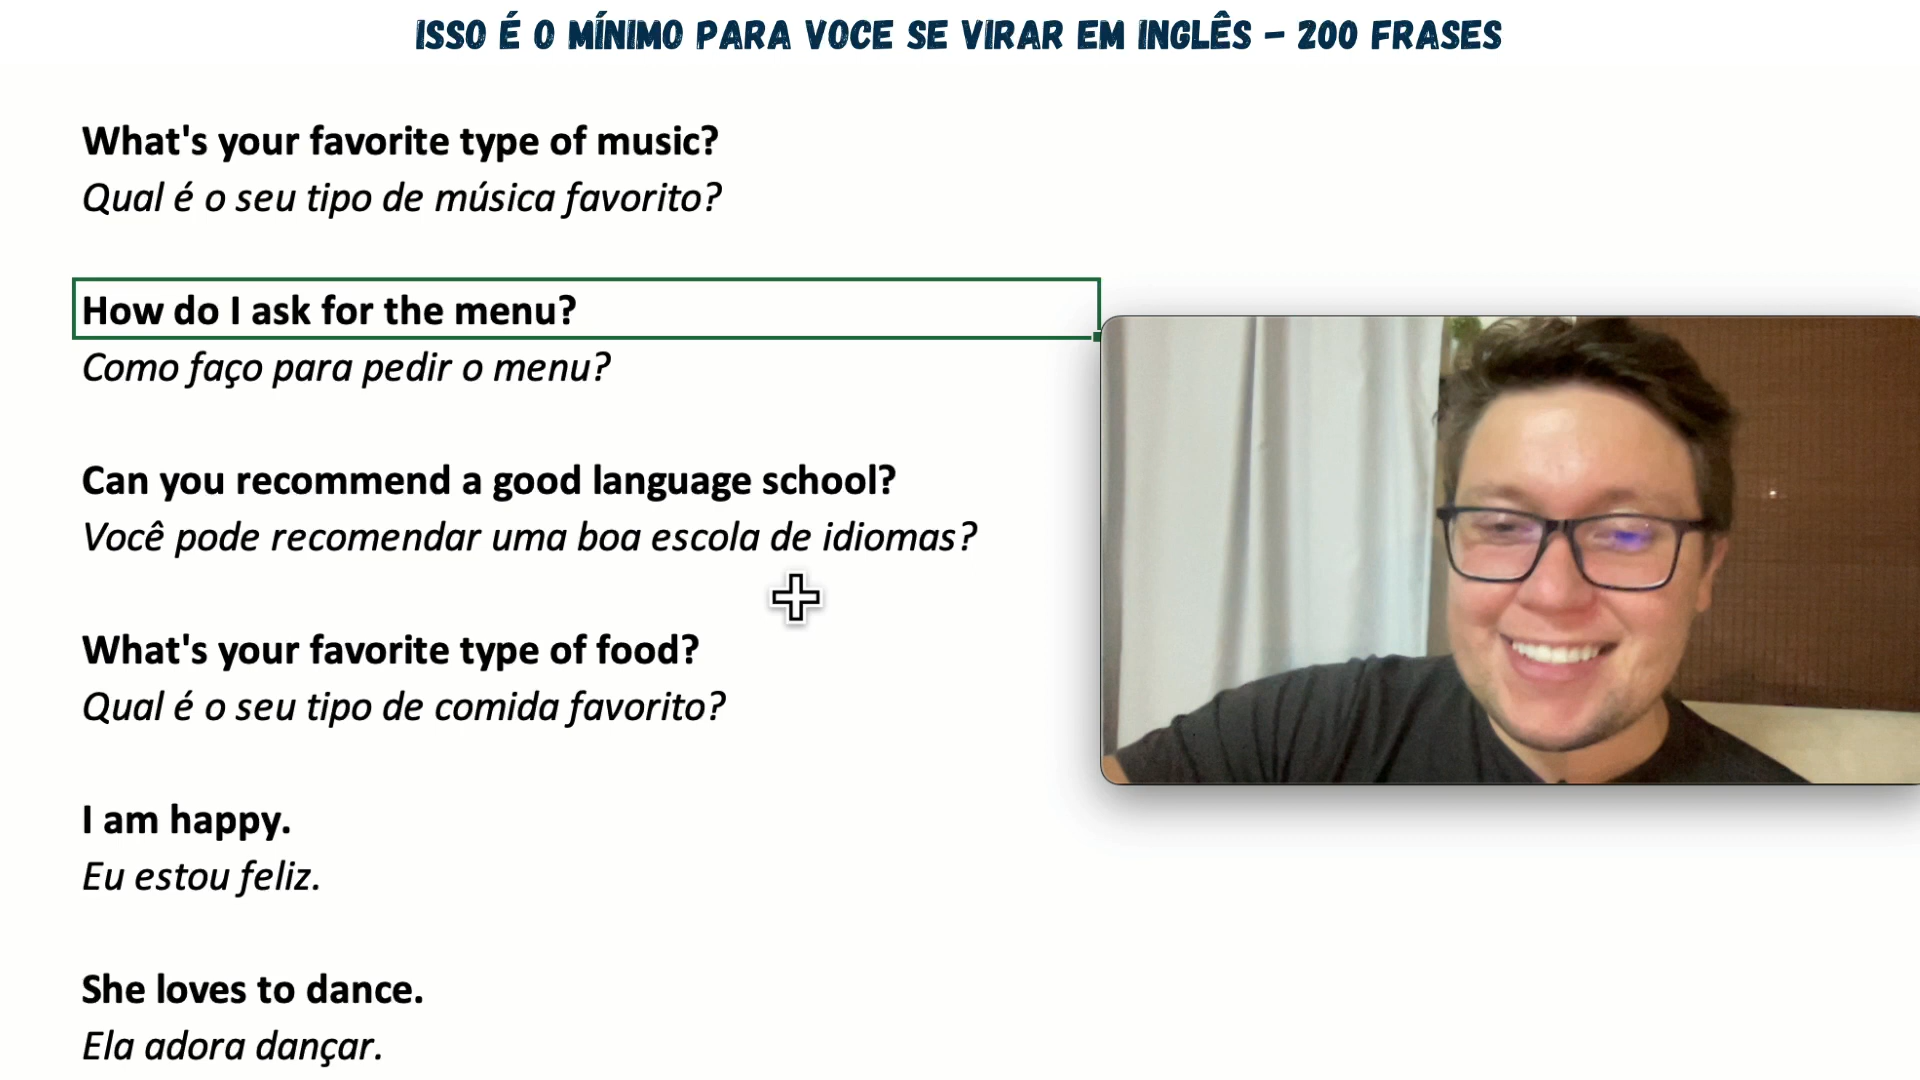 ISSO É O MÍNIMO PARA VOCE SE VIRAR EM INGLÊS – 200 FRASES
What's your favorite type of music?
Qual é o seu tipo de música favorito?
How do I ask for the menu?
Como faço para pedir o menu?
Can you recommend a good language school?
Você pode recomendar uma boa escola de idiomas?
What's your favorite type of food?
Qual é o seu tipo de comida favorito?
I am happy.
Eu estou feliz.
She loves to dance.
Ela adora dançar.